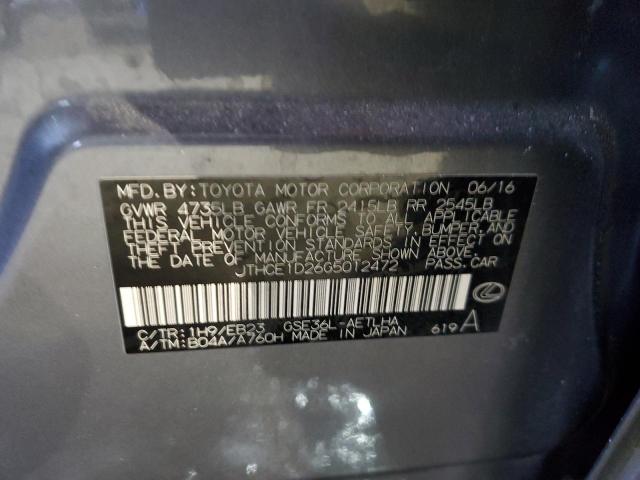 MFD. BY: TOYOTA MOTOR CORPORATION 06/16
GVWR 4735LB GAWR FR 2415LB RR 2545LB
THIS VEHICLE CONFORMS TO ALL APPLICABLE
FEDERAL MOTOR VEHICLE SAFETY, BUMPER, AND
THEFT PREVENTION STANDARDS IN EFFECT ON
THE DATE OF MANUFACTURE SHOWN ABOVE.
JTHCE1D26G5012472 PASS. CAR
C/TR: 1H9/EB23 GSE36L-AETLHA
A/TM: B04A/A760H MADE IN JAPAN 619A